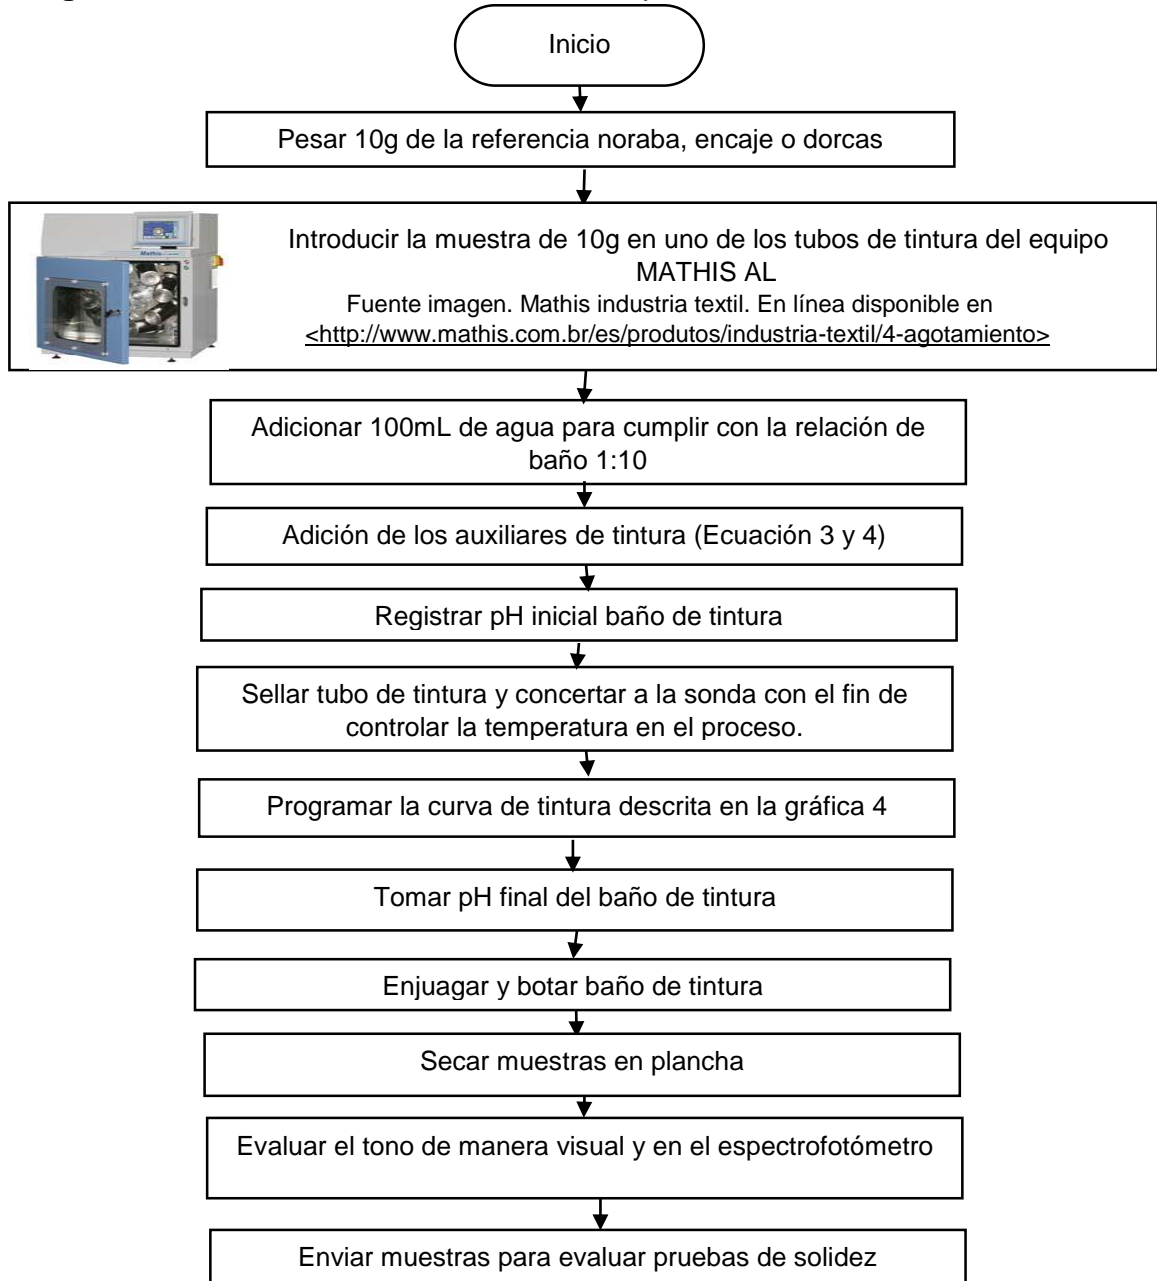 Inicio
Pesar 10g de la referencia noraba, encaje o dorcas
Mathis
Introducir la muestra de 10g en uno de los tubos de tintura del equipo
MATHIS AL
Fuente imagen. Mathis industria textil. En línea disponible en
<http://www.mathis.com.br/es/produtos/industria-textil/4-agotamiento>
Adicionar 100mL de agua para cumplir con la relación de
baño 1:10
Adición de los auxiliares de tintura (Ecuación 3 y 4)
Registrar pH inicial baño de tintura
Sellar tubo de tintura y concertar a la sonda con el fin de
controlar la temperatura en el proceso.
Programar la curva de tintura descrita en la gráfica 4
Tomar pH final del baño de tintura
Enjuagar y botar baño de tintura
Secar muestras en plancha
Evaluar el tono de manera visual y en el espectrofotómetro
Enviar muestras para evaluar pruebas de solidez